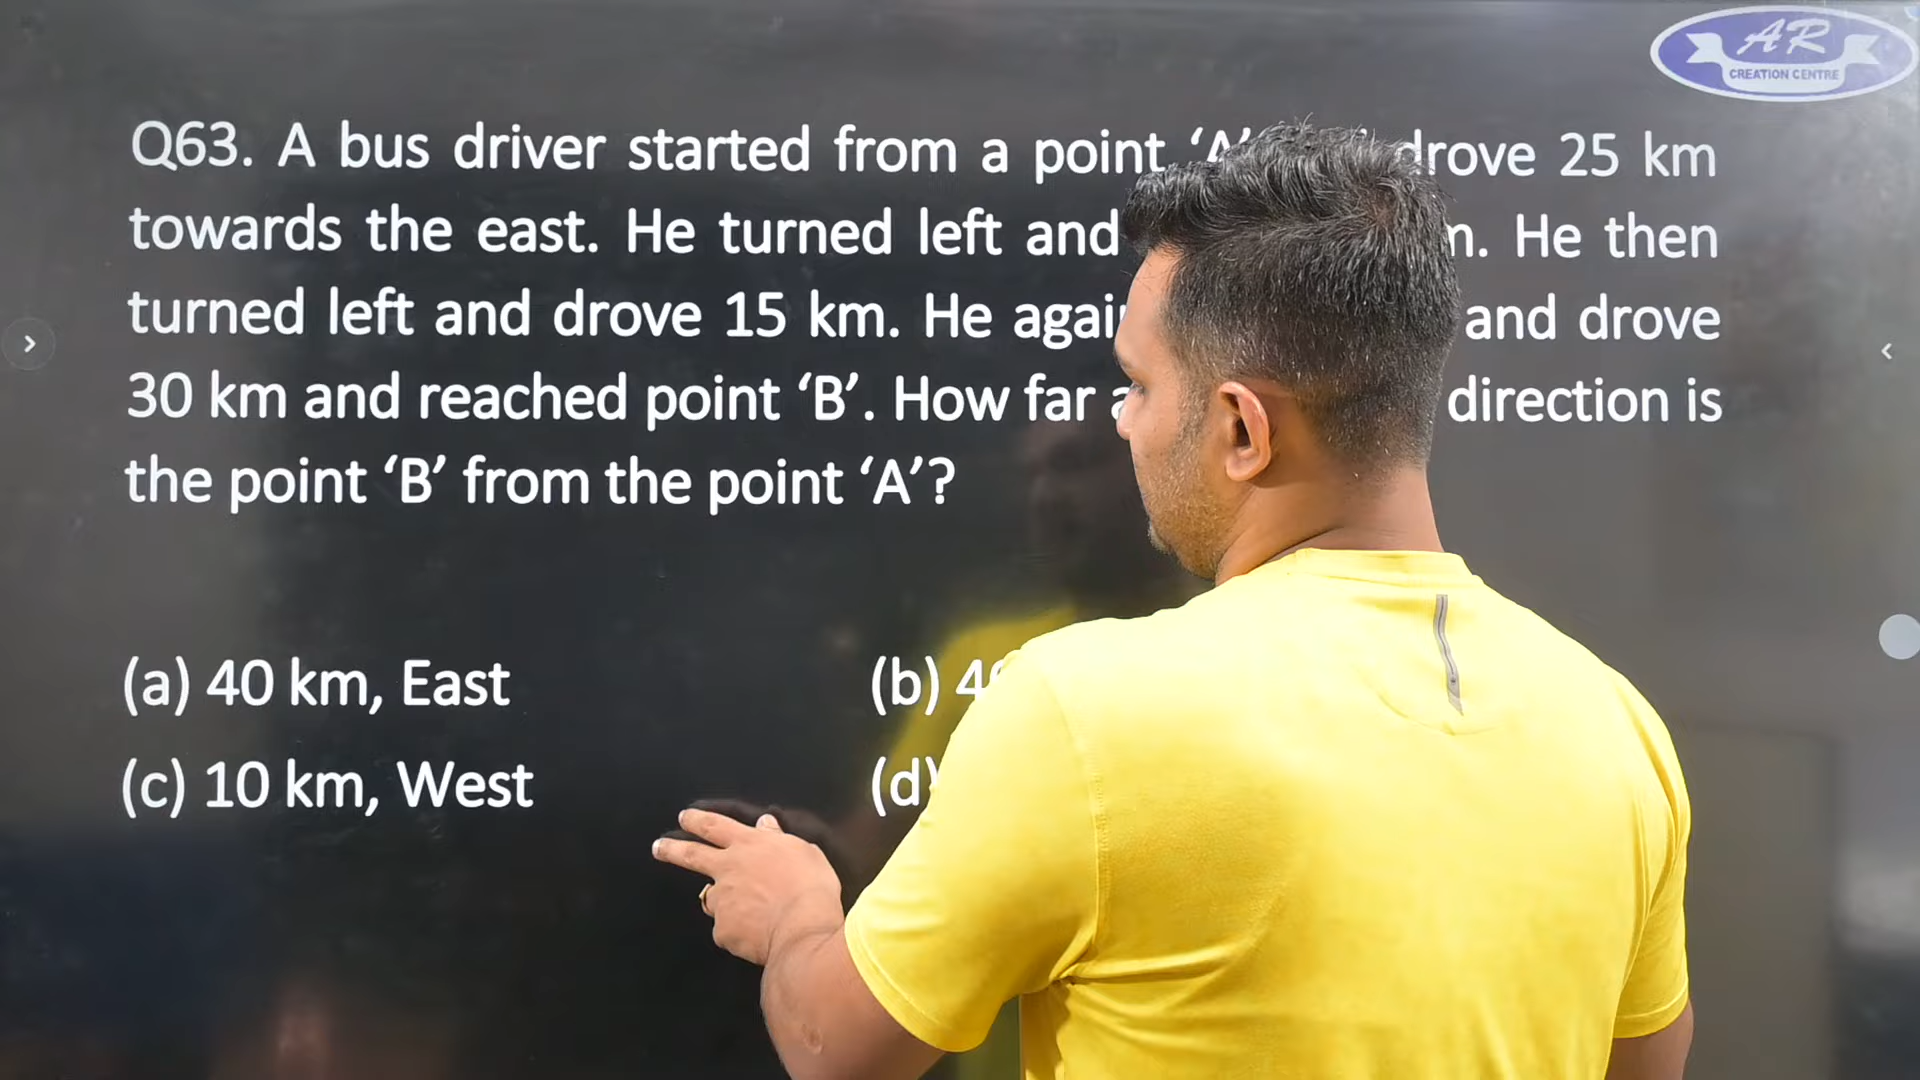 AR
CREATION CENTRE
Q63. A bus driver started from a point ‘A’ drove 25 km
towards the east. He turned left and He then
turned left and drove 15 km. He and drove
30 km and reached point ‘B’. How far direction is
the point ‘B’ from the point ‘A’?
(a) 40 km, East (b)
(c) 10 km, West (d)